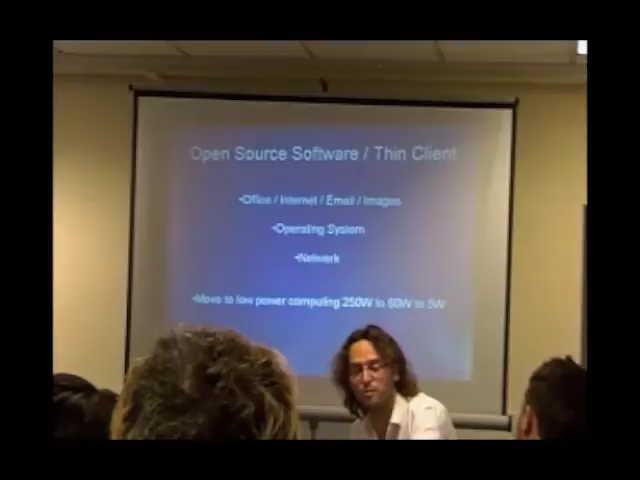 Open Source Software / Thin Client
•Office / Internet / Email / Images
•Operating System
•Network
•Move to low power computing 250W to 60W to 5W